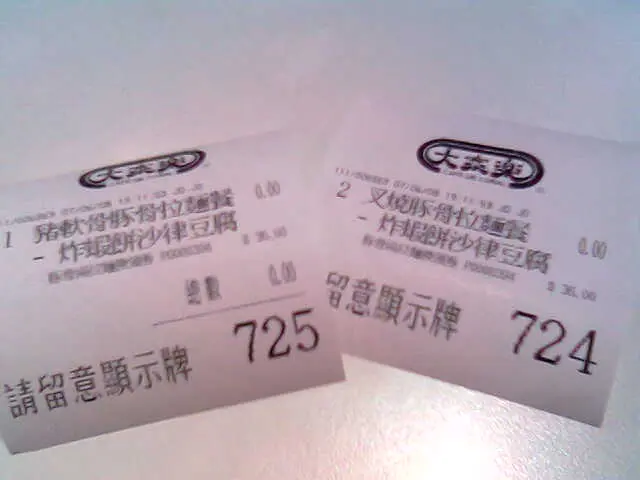 大家樂
1 豬軟骨豚骨拉麵餐 0.00
- 炸蝦餅沙律豆腐
$ 36.00
總數 0.00
725
請留意顯示牌
大家樂
2 叉燒豚骨拉麵餐 0.00
- 炸蝦餅沙律豆腐
$ 36.00
724
留意顯示牌